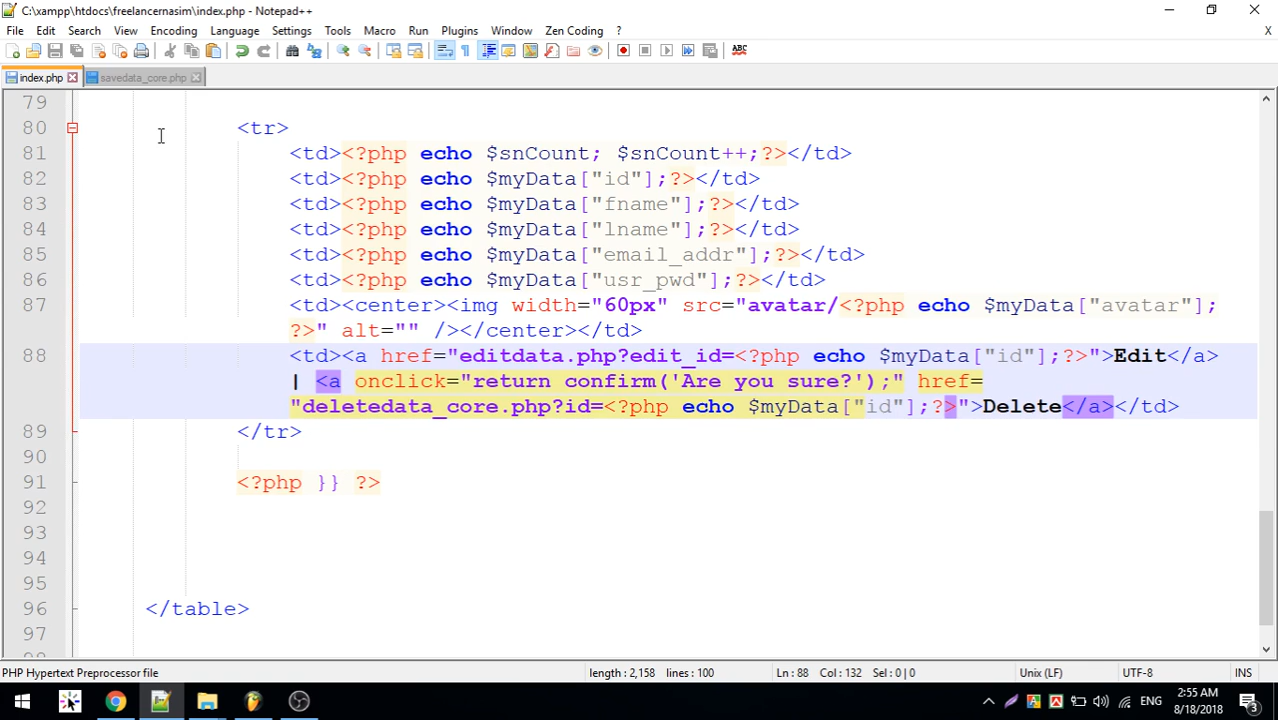 C:\xampp\htdocs\freelancernasim\index.php - Notepad++
File Edit Search View Encoding Language Settings Tools Macro Run Plugins Window Zen Coding ? X
index.php savedata_core.php
79
80 <tr>
81 <td><?php echo $snCount; $snCount++;?></td>
82 <td><?php echo $myData["id"];?></td>
83 <td><?php echo $myData["fname"];?></td>
84 <td><?php echo $myData["lname"];?></td>
85 <td><?php echo $myData["email_addr"];?></td>
86 <td><?php echo $myData["usr_pwd"];?></td>
87 <td><center><img width="60px" src="avatar/<?php echo $myData["avatar"];
?>" alt="" /></center></td>
88 <td><a href="editdata.php?edit_id=<?php echo $myData["id"];?>">Edit</a>
| <a onclick="return confirm('Are you sure?');" href=
"deletedata_core.php?id=<?php echo $myData["id"];?>">Delete</a></td>
89 </tr>
90
91 <?php }} ?>
92
93
94
95
96 </table>
97
PHP Hypertext Preprocessor file length : 2,158 lines : 100 Ln : 88 Col : 132 Sel : 0 | 0 Unix (LF) UTF-8 INS
ENG 2:55 AM
8/18/2018 3